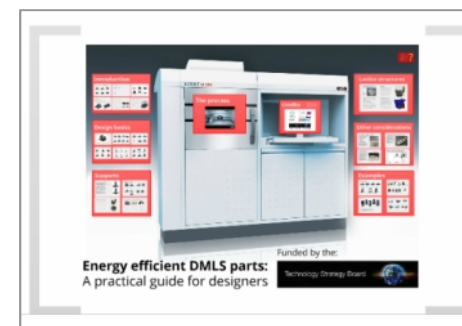 Introduction
Design basics
Supports
The process
Credits
Lattice structures
Other considerations
Examples
Energy efficient DMLS parts:
A practical guide for designers
Funded by the:
Technology Strategy Board